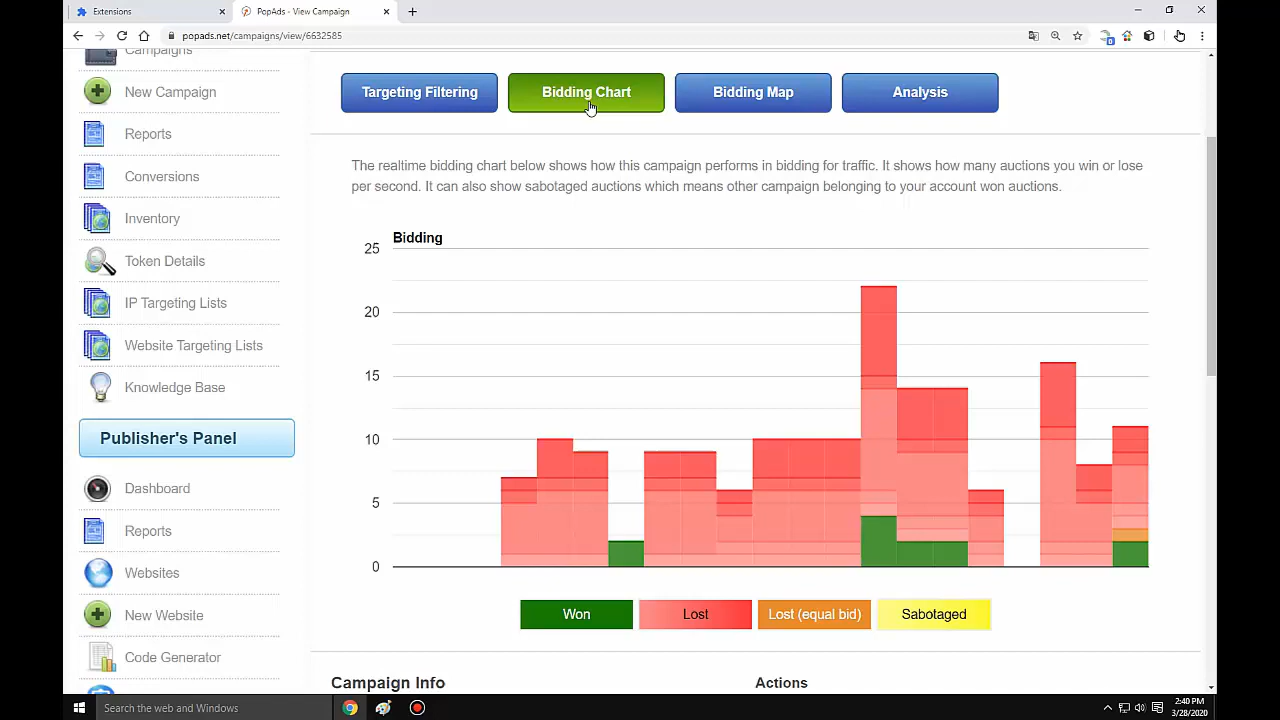 Extensions
PopAds - View Campaign
popads.net/campaigns/view/6632585
Campaigns
New Campaign
Reports
Conversions
Inventory
Token Details
IP Targeting Lists
Website Targeting Lists
Knowledge Base
Publisher's Panel
Dashboard
Reports
Websites
New Website
Code Generator
Targeting Filtering
Bidding Chart
Bidding Map
Analysis
The realtime bidding chart below shows how this campaign performs in bidding for traffic. It shows how many auctions you win or lose
per second. It can also show sabotaged auctions which means other campaign belonging to your account won auctions.
Bidding
25
20
15
10
5
0
Won
Lost
Lost (equal bid)
Sabotaged
Campaign Info
Actions
0
Search the web and Windows
2:40 PM
3/28/2020